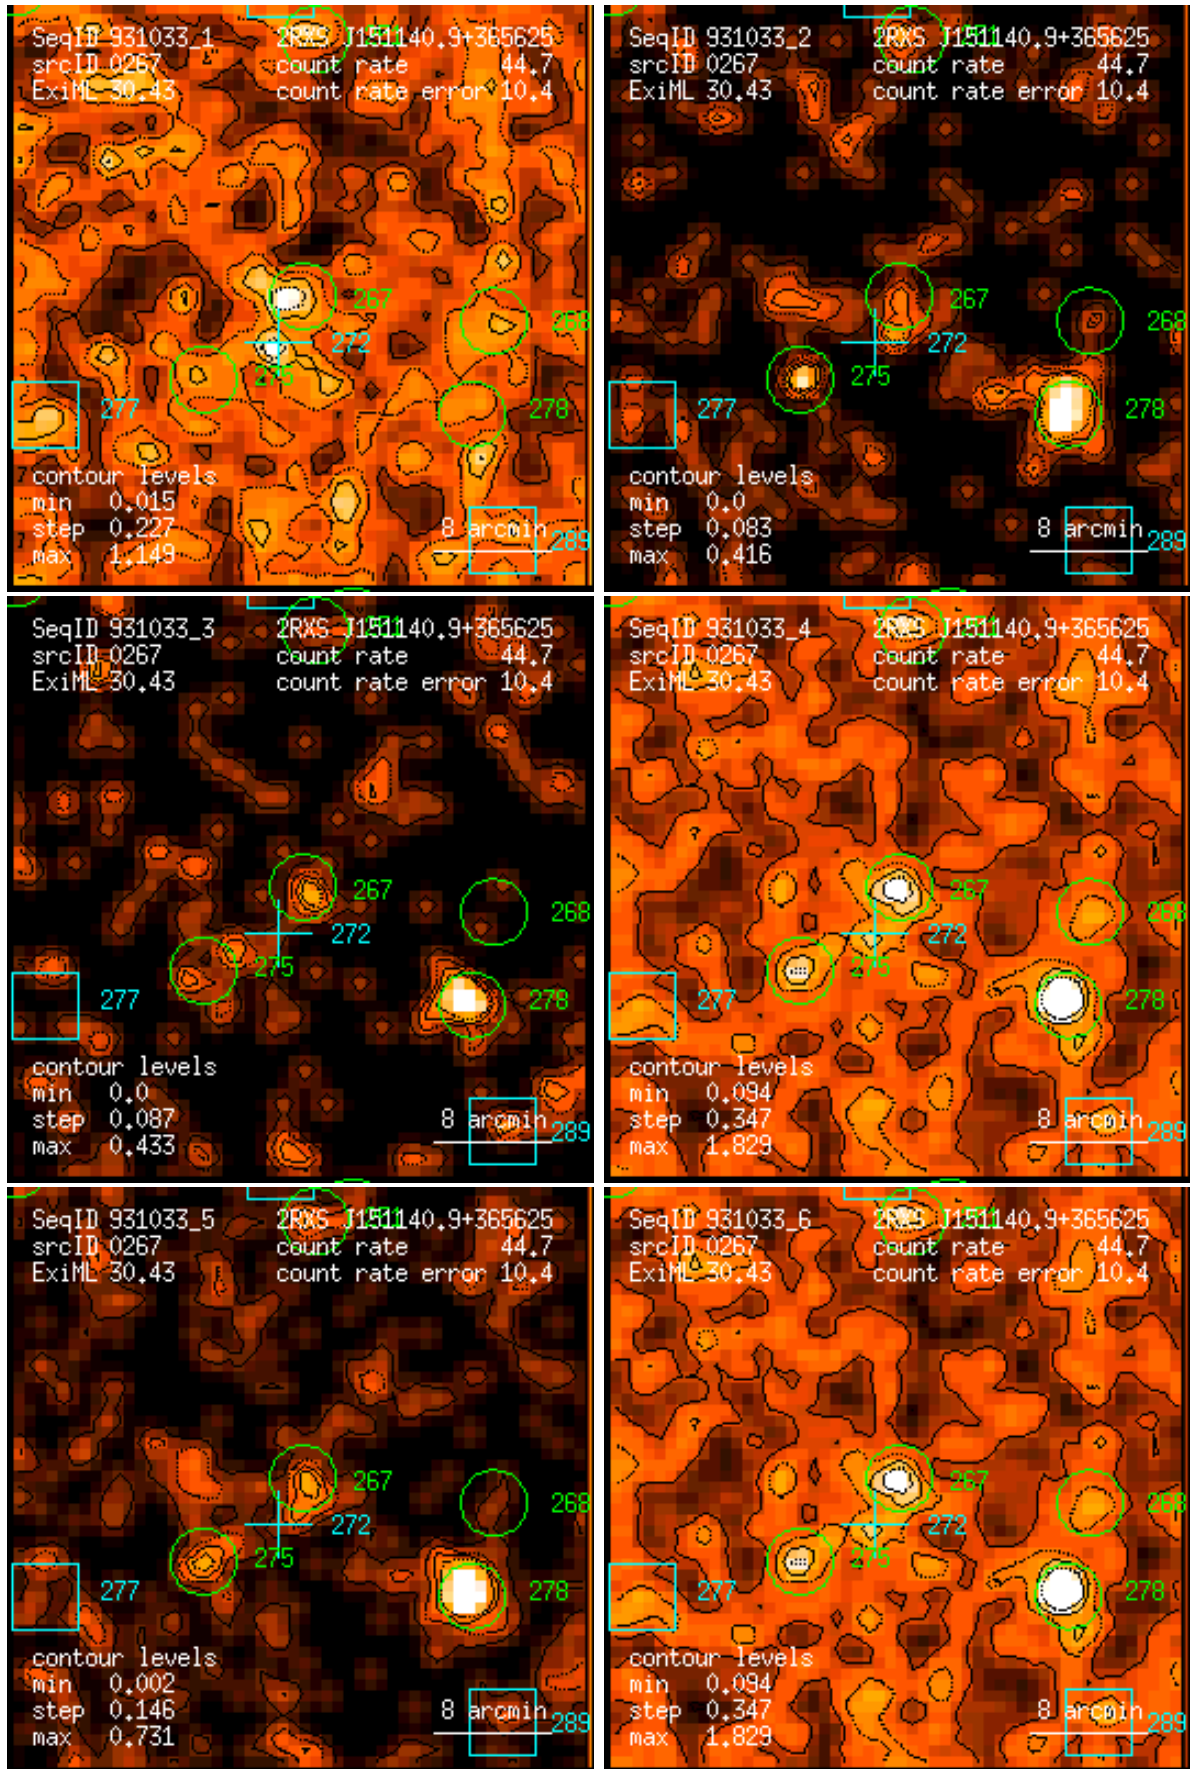 SeqID 931033_1 2RXS J151140.9+365625
srcID 0267 count rate 44.7
ExiML 30.43 count rate error 10.4
267
268
272
275
277
278
contour levels
min 0.015
step 0.227
max 1.149
8 arcmin
289
SeqID 931033_2 2RXS J151140.9+365625
srcID 0267 count rate 44.7
ExiML 30.43 count rate error 10.4
267
268
272
275
277
278
contour levels
min 0.0
step 0.083
max 0.416
8 arcmin
289
SeqID 931033_3 2RXS J151140.9+365625
srcID 0267 count rate 44.7
ExiML 30.43 count rate error 10.4
267
268
272
275
277
278
contour levels
min 0.0
step 0.087
max 0.433
8 arcmin
289
SeqID 931033_4 2RXS J151140.9+365625
srcID 0267 count rate 44.7
ExiML 30.43 count rate error 10.4
267
268
272
275
277
278
contour levels
min 0.094
step 0.347
max 1.829
8 arcmin
289
SeqID 931033_5 2RXS J151140.9+365625
srcID 0267 count rate 44.7
ExiML 30.43 count rate error 10.4
267
268
272
275
277
278
contour levels
min 0.002
step 0.146
max 0.731
8 arcmin
289
SeqID 931033_6 2RXS J151140.9+365625
srcID 0267 count rate 44.7
ExiML 30.43 count rate error 10.4
267
268
272
275
277
278
contour levels
min 0.094
step 0.347
max 1.829
8 arcmin
289